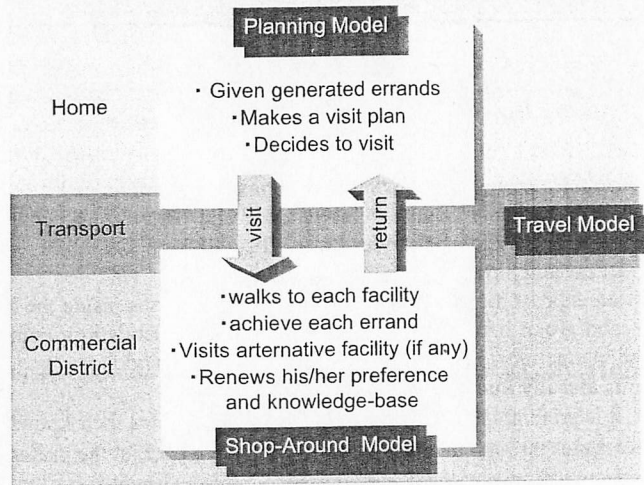 Planning Model
Home
・Given generated errands
・Makes a visit plan
・Decides to visit
Transport
visit
return
Travel Model
Commercial
District
・walks to each facility
・achieve each errand
・Visits arternative facility (if any)
・Renews his/her preference
and knowledge-base
Shop-Around Model